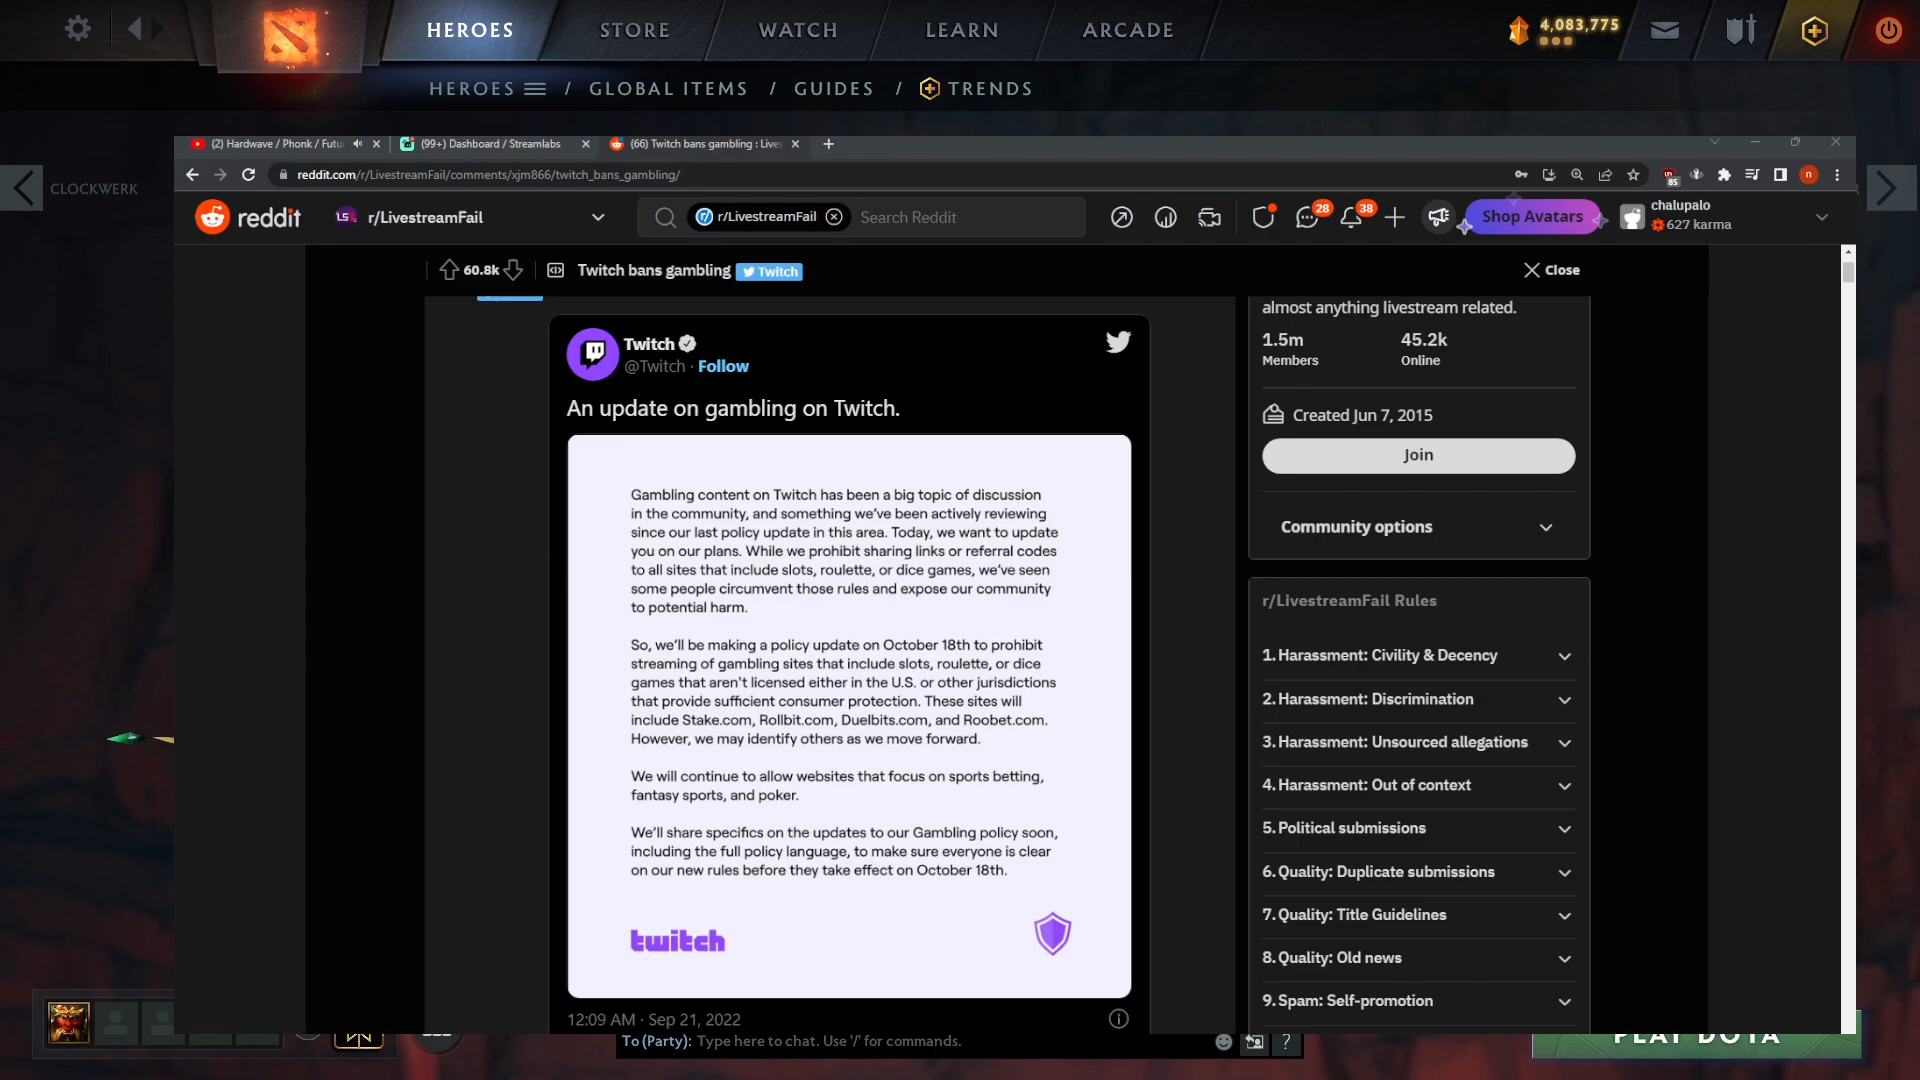 HEROES
STORE
WATCH
LEARN
ARCADE
4,083,775
HEROES / GLOBAL ITEMS / GUIDES / TRENDS
CLOCKWERK
(2) Hardwave / Phonk / Futur
(99+) Dashboard / Streamlabs
(66) Twitch bans gambling : Lives
reddit.com/r/LivestreamFail/comments/xjm866/twitch_bans_gambling/
85
n
reddit
LS
r/LivestreamFail
r/LivestreamFail
Search Reddit
28
38
Shop Avatars
chalupalo
627 karma
60.8k
Twitch bans gambling
Twitch
Close
Twitch
@Twitch · Follow
An update on gambling on Twitch.
Gambling content on Twitch has been a big topic of discussion
in the community, and something we've been actively reviewing
since our last policy update in this area. Today, we want to update
you on our plans. While we prohibit sharing links or referral codes
to all sites that include slots, roulette, or dice games, we've seen
some people circumvent those rules and expose our community
to potential harm.
So, we'll be making a policy update on October 18th to prohibit
streaming of gambling sites that include slots, roulette, or dice
games that aren't licensed either in the U.S. or other jurisdictions
that provide sufficient consumer protection. These sites will
include Stake.com, Rollbit.com, Duelbits.com, and Roobet.com.
However, we may identify others as we move forward.
We will continue to allow websites that focus on sports betting,
fantasy sports, and poker.
We'll share specifics on the updates to our Gambling policy soon,
including the full policy language, to make sure everyone is clear
on our new rules before they take effect on October 18th.
twitch
12:09 AM · Sep 21, 2022
almost anything livestream related.
1.5m
Members
45.2k
Online
Created Jun 7, 2015
Join
Community options
r/LivestreamFail Rules
1. Harassment: Civility & Decency
2. Harassment: Discrimination
3. Harassment: Unsourced allegations
4. Harassment: Out of context
5. Political submissions
6. Quality: Duplicate submissions
7. Quality: Title Guidelines
8. Quality: Old news
9. Spam: Self-promotion
To (Party): Type here to chat. Use '/' for commands.
?
PLAY DOTA